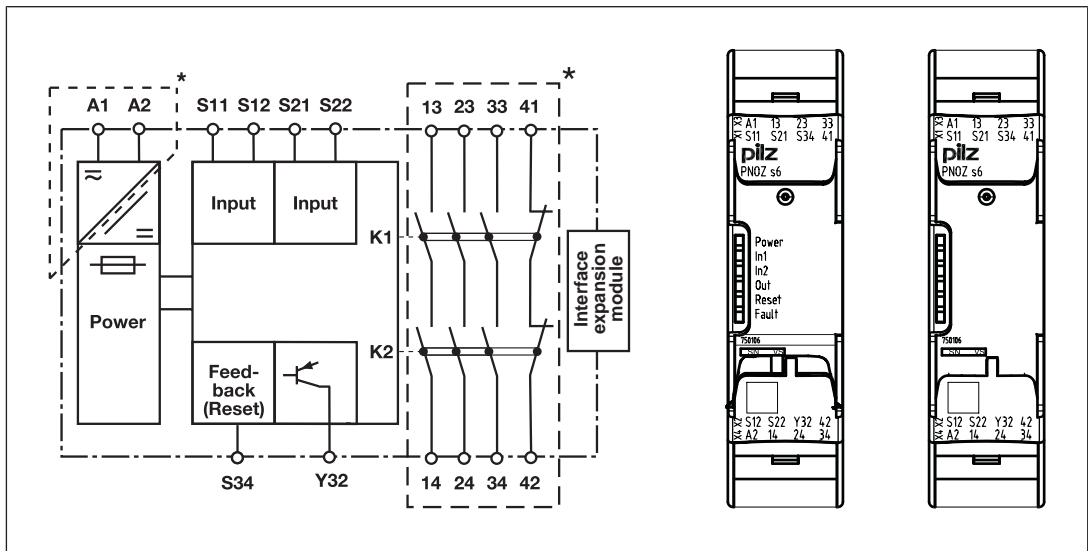 *
*
A1 A2 S11 S12 S21 S22 13 23 33 41
Input Input
K1
Power
K2
Feed-
back
(Reset)
Interface
expansion
module
S34 Y32 14 24 34 42
X3 A1 13 23 33
X1 S11 S21 S34 41
pilz
PNOZ s6
Power
In1
In2
Out
Reset
Fault
750106
SN VS
X2 S12 S22 Y32 42
X4 A2 14 24 34
X3 A1 13 23 33
X1 S11 S21 S34 41
pilz
PNOZ s6
750106
SN VS
X2 S12 S22 Y32 42
X4 A2 14 24 34